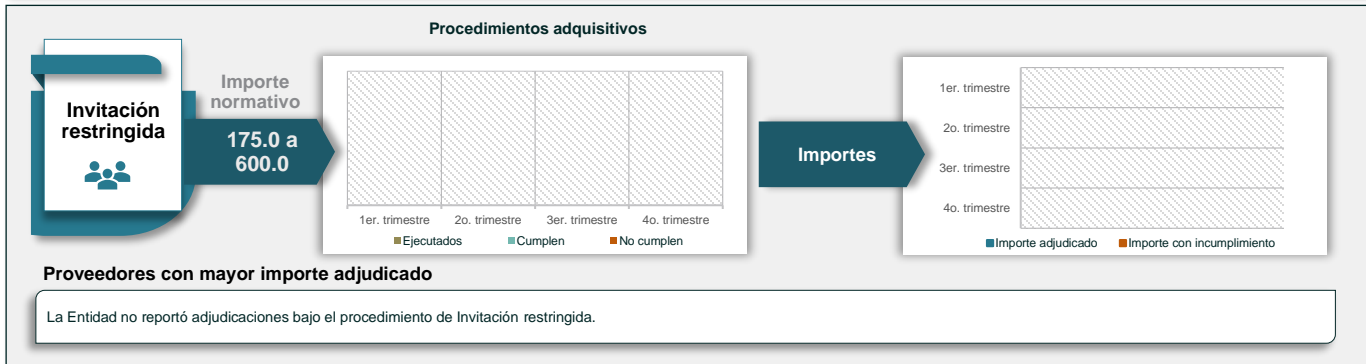 Procedimientos adquisitivos
Invitación
restringida
Importe
normativo
175.0 a
600.0
1er. trimestre
2o. trimestre
3er. trimestre
4o. trimestre
Ejecutados
Cumplen
No cumplen
Importes
1er. trimestre
2o. trimestre
3er. trimestre
4o. trimestre
Importe adjudicado
Importe con incumplimiento
Proveedores con mayor importe adjudicado
La Entidad no reportó adjudicaciones bajo el procedimiento de Invitación restringida.